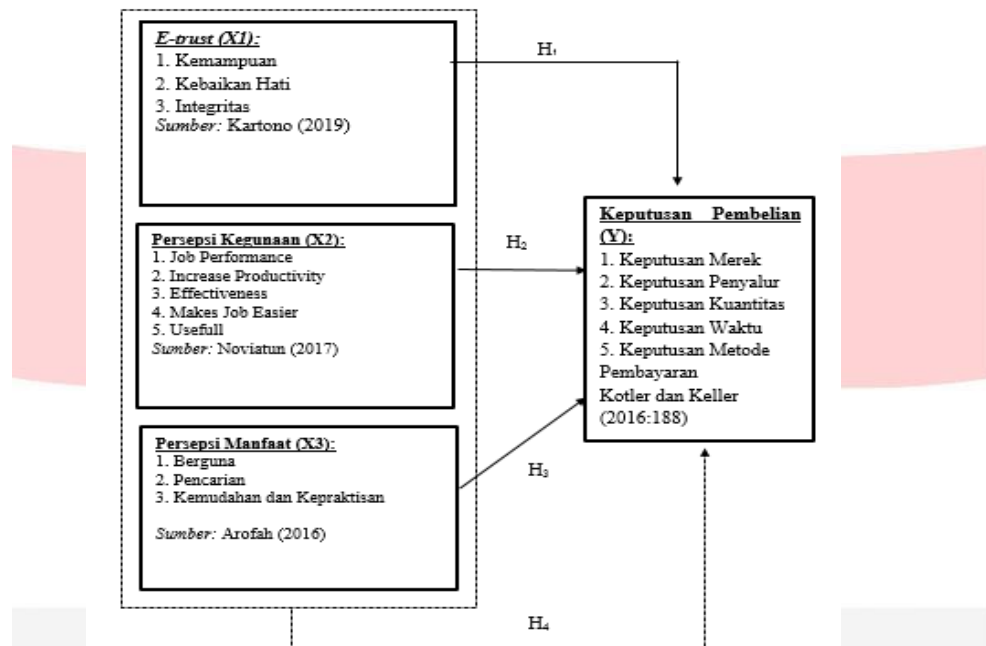 E-trust (X1):
1. Kemampuan
2. Kebaikan Hati
3. Integritas
Sumber: Kartono (2019)
H₁
Persepsi Kegunaan (X2):
1. Job Performance
2. Increase Productivity
3. Effectiveness
4. Makes Job Easier
5. Usefull
Sumber: Noviatun (2017)
H₂
Persepsi Manfaat (X3):
1. Berguna
2. Pencarian
3. Kemudahan dan Kepraktisan
Sumber: Arofah (2016)
H₃
Keputusan Pembelian
(Y):
1. Keputusan Merek
2. Keputusan Penyalur
3. Keputusan Kuantitas
4. Keputusan Waktu
5. Keputusan Metode
Pembayaran
Kotler dan Keller
(2016:188)
H₄